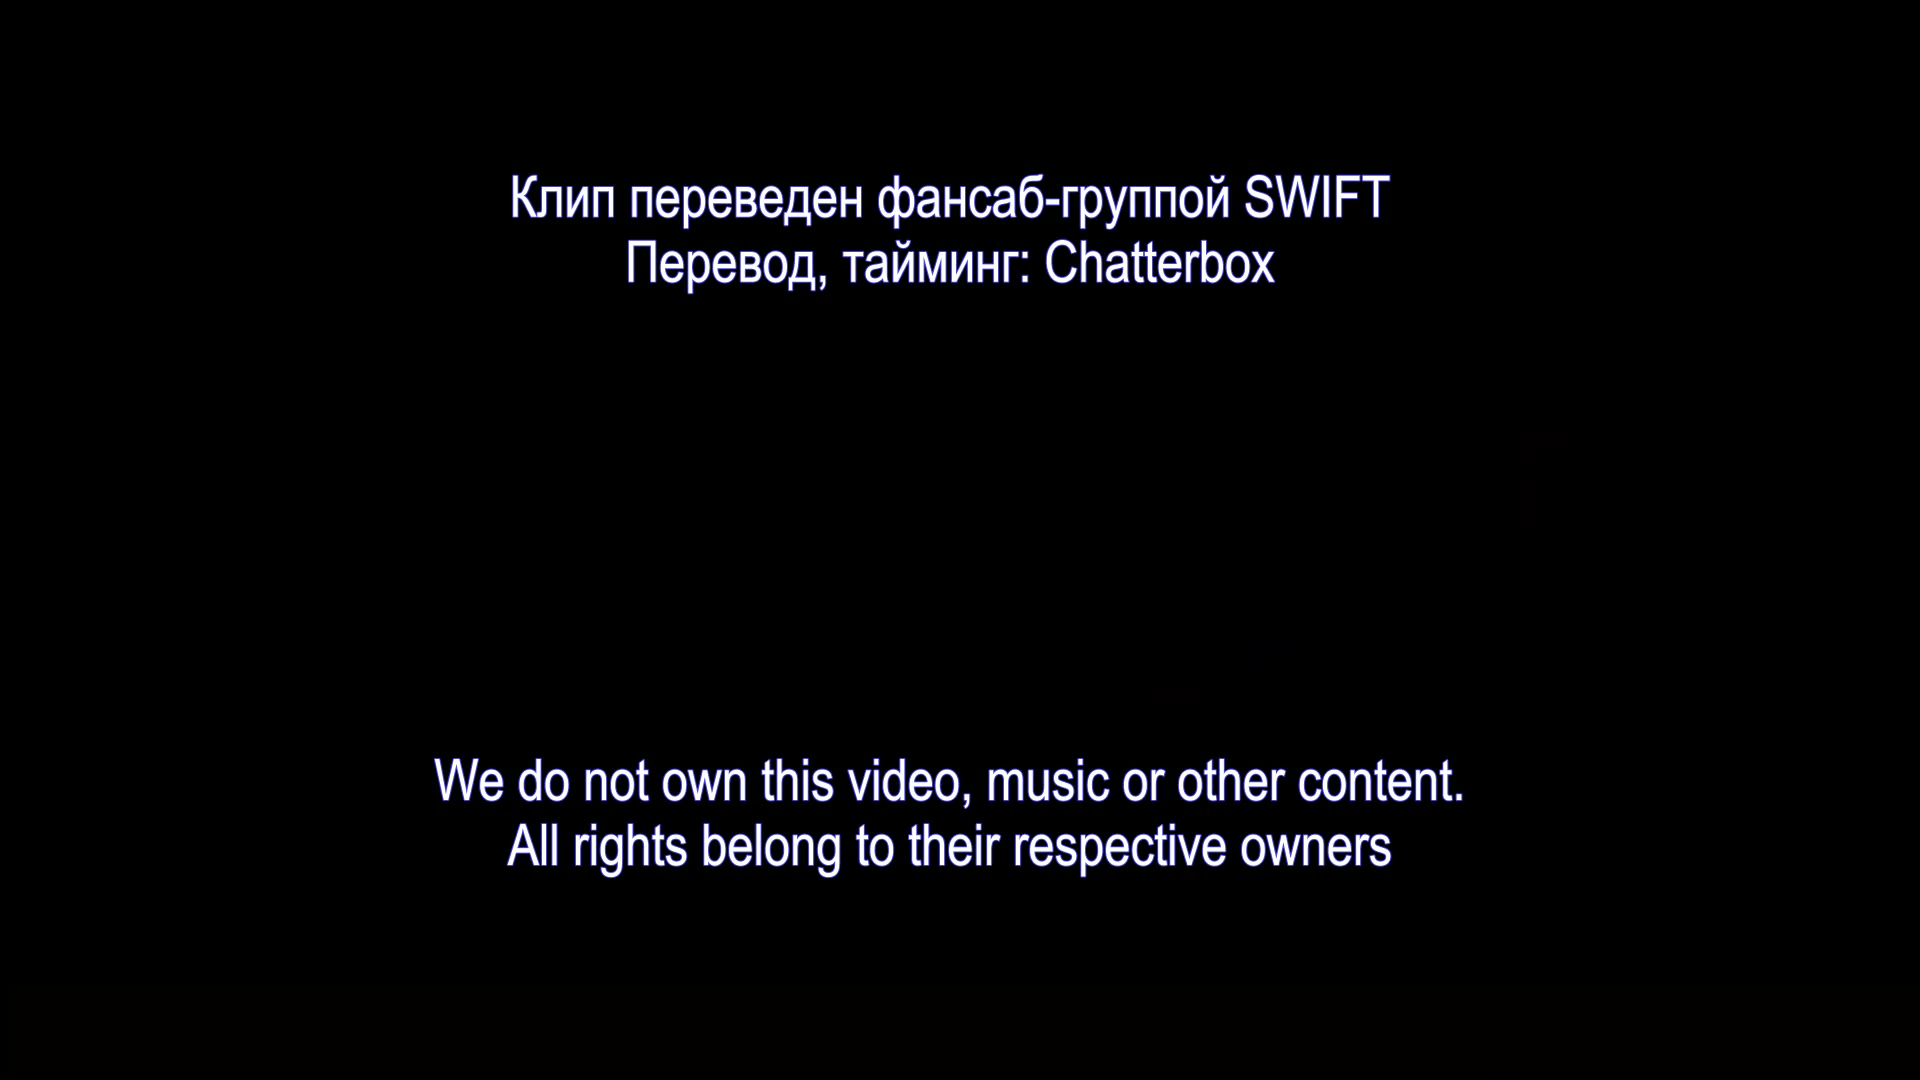 Клип переведен фансаб-группой SWIFT
Перевод, тайминг: Chatterbox
We do not own this video, music or other content.
All rights belong to their respective owners